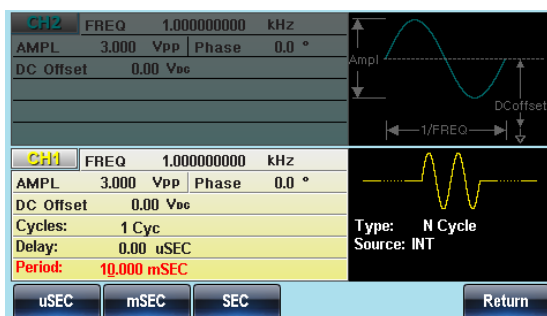 CH2 FREQ 1.000000000 kHz
AMPL 3.000 Vpp Phase 0.0 °
DC Offset 0.00 VDC
Ampl
DCoffset
1/FREQ
CH1 FREQ 1.000000000 kHz
AMPL 3.000 Vpp Phase 0.0 °
DC Offset 0.00 VDC
Cycles: 1 Cyc
Delay: 0.00 uSEC
Period: 10.000 mSEC
Type: N Cycle
Source: INT
uSEC mSEC SEC Return